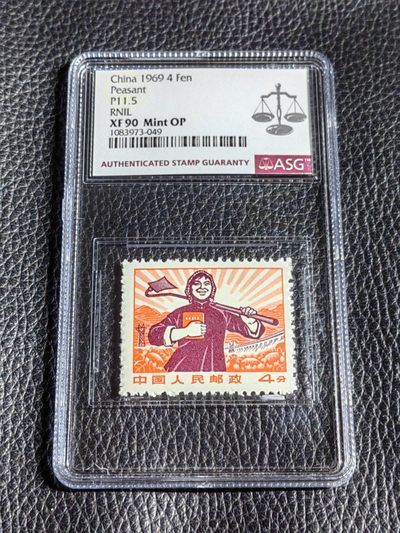 China 1969 4 Fen
Peasant
P11.5
RNIL
XF 90 Mint OP
1083973-049
AUTHENTICATED STAMP GUARANTY
ASG™
中国人民邮政 4分